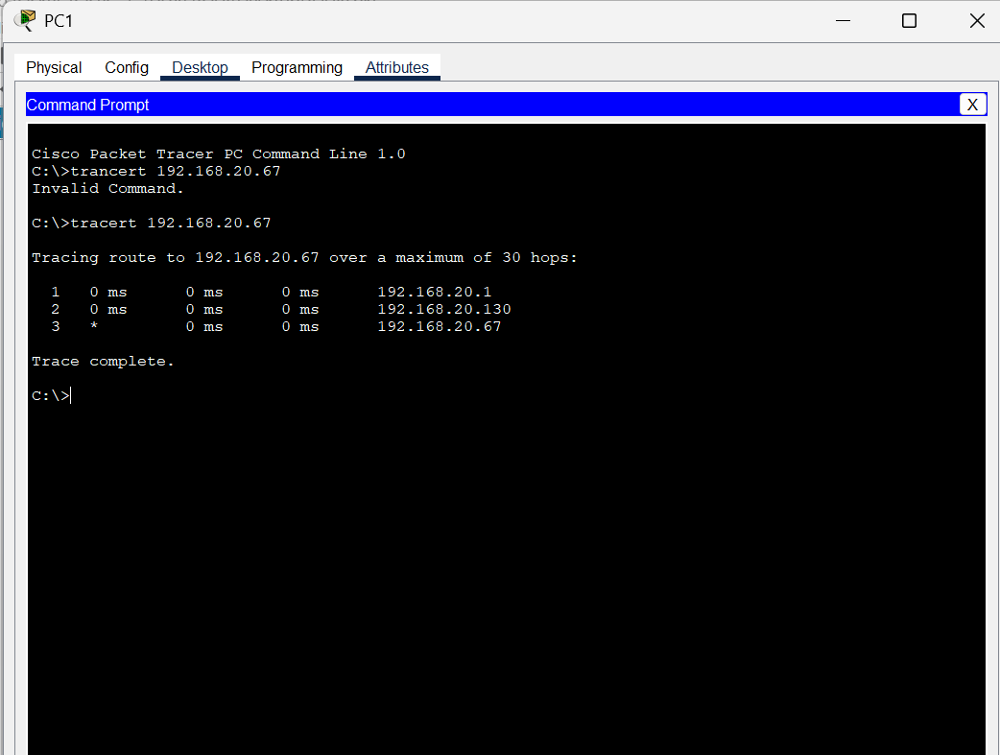 PC1
Physical Config Desktop Programming Attributes
Command Prompt X
Cisco Packet Tracer PC Command Line 1.0
C:\>trancert 192.168.20.67
Invalid Command.
C:\>tracert 192.168.20.67
Tracing route to 192.168.20.67 over a maximum of 30 hops:
1 0 ms 0 ms 0 ms 192.168.20.1
2 0 ms 0 ms 0 ms 192.168.20.130
3 * 0 ms 0 ms 192.168.20.67
Trace complete.
C:\>